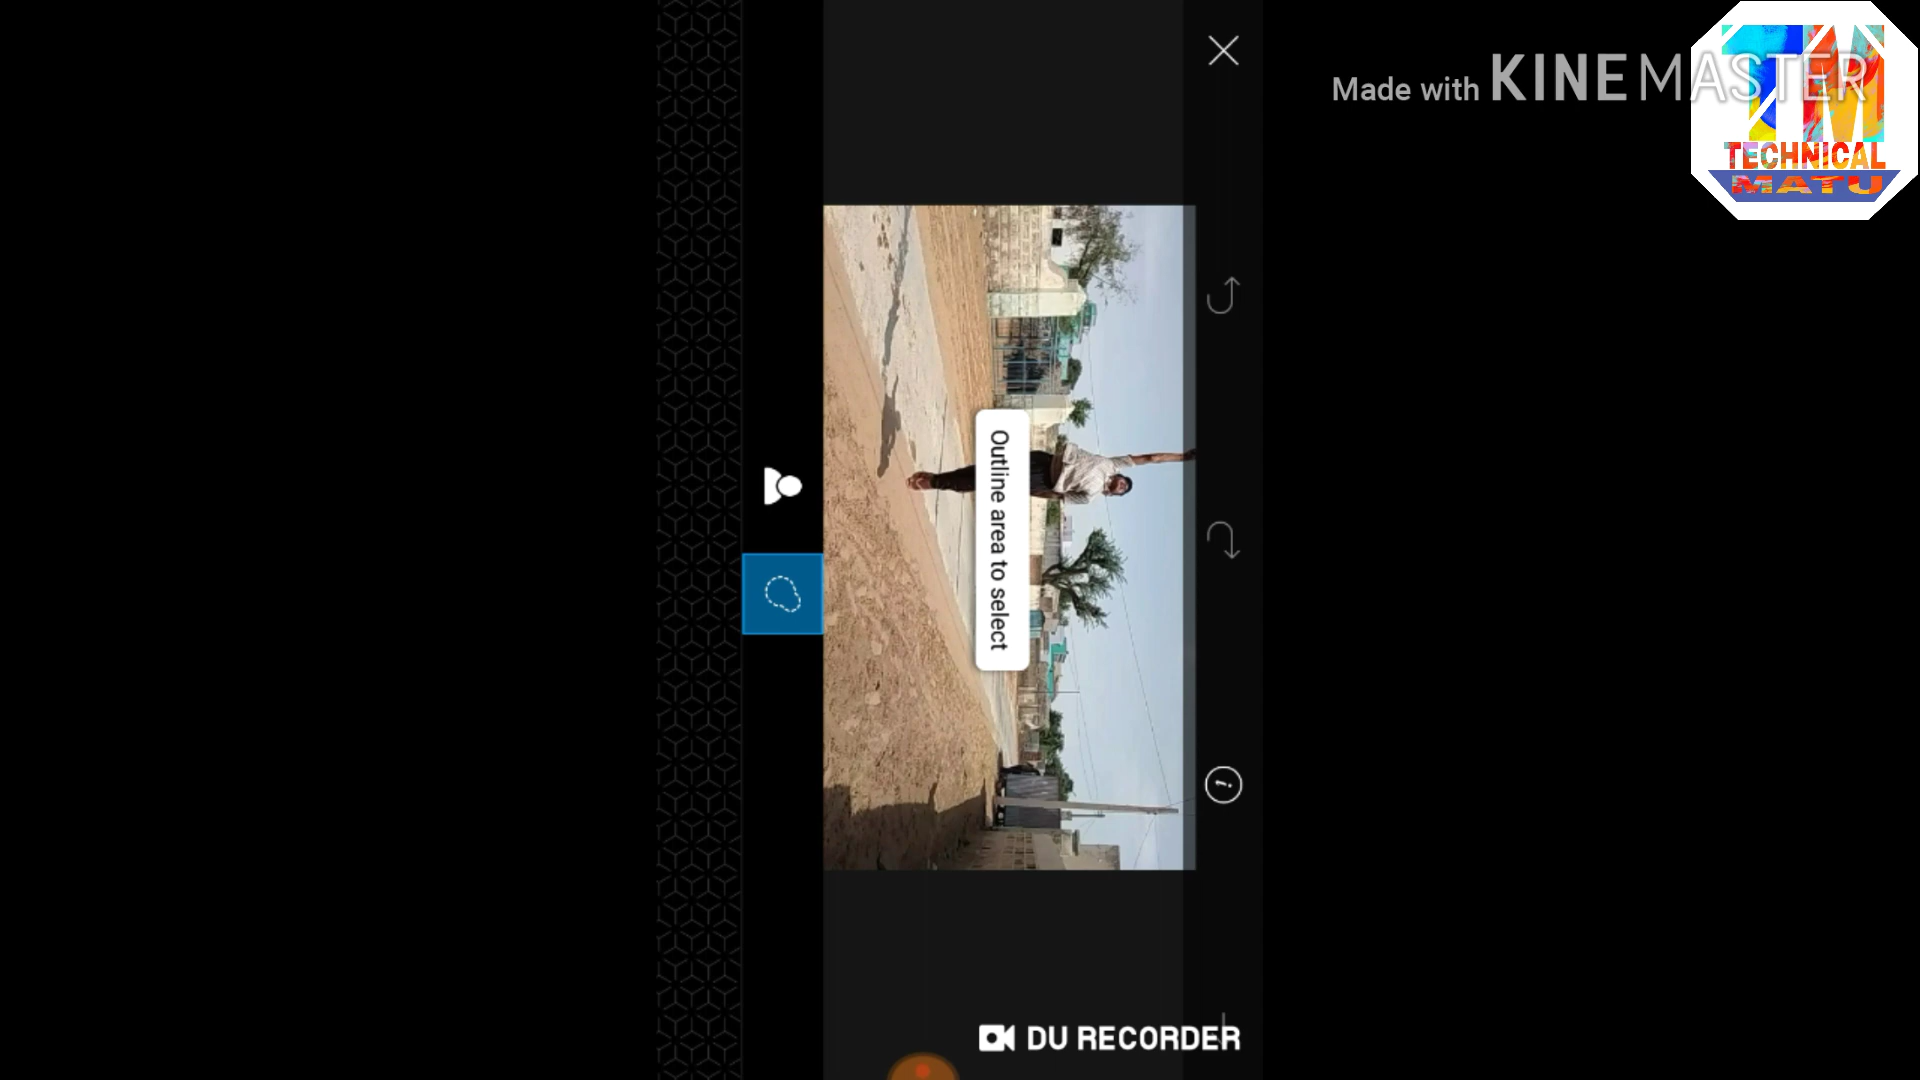 Made with KINEMASTER
TECHNICAL
MATU
Outline area to select
DU RECORDER